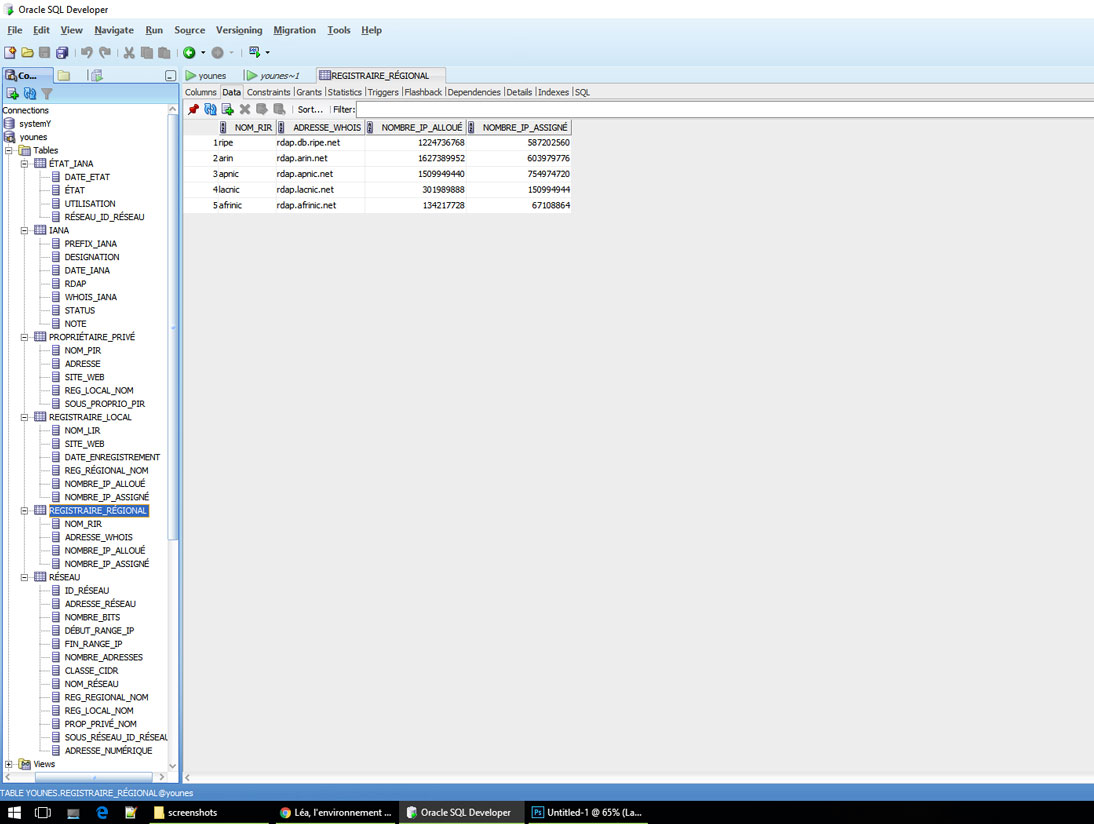 Oracle SQL Developer
File Edit View Navigate Run Source Versioning Migration Tools Help
Co... younes younes~1 REGISTRAIRE_RÉGIONAL
Columns Data Constraints Grants Statistics Triggers Flashback Dependencies Details Indexes SQL
Sort... Filter:
Connections
systemY
younes
Tables
ÉTAT_IANA
DATE_ETAT
ÉTAT
UTILISATION
RÉSEAU_ID_RÉSEAU
IANA
PREFIX_IANA
DESIGNATION
DATE_IANA
RDAP
WHOIS_IANA
STATUS
NOTE
PROPRIÉTAIRE_PRIVÉ
NOM_PIR
ADRESSE
SITE_WEB
REG_LOCAL_NOM
SOUS_PROPRIO_PIR
REGISTRAIRE_LOCAL
NOM_LIR
SITE_WEB
DATE_ENREGISTREMENT
REG_RÉGIONAL_NOM
NOMBRE_IP_ALLOUÉ
NOMBRE_IP_ASSIGNÉ
REGISTRAIRE_RÉGIONAL
NOM_RIR
ADRESSE_WHOIS
NOMBRE_IP_ALLOUÉ
NOMBRE_IP_ASSIGNÉ
RÉSEAU
ID_RÉSEAU
ADRESSE_RÉSEAU
NOMBRE_BITS
DÉBUT_RANGE_IP
FIN_RANGE_IP
NOMBRE_ADRESSES
CLASSE_CIDR
NOM_RÉSEAU
REG_REGIONAL_NOM
REG_LOCAL_NOM
PROP_PRIVÉ_NOM
SOUS_RÉSEAU_ID_RÉSEAU
ADRESSE_NUMÉRIQUE
Views
NOM_RIR ADRESSE_WHOIS NOMBRE_IP_ALLOUÉ NOMBRE_IP_ASSIGNÉ
1 ripe rdap.db.ripe.net 1224736768 587202560
2 arin rdap.arin.net 1627389952 603979776
3 apnic rdap.apnic.net 1509949440 754974720
4 lacnic rdap.lacnic.net 301989888 150994944
5 afrinic rdap.afrinic.net 134217728 67108864
TABLE YOUNES.REGISTRAIRE_RÉGIONAL@younes
screenshots Léa, l'environnement ... Oracle SQL Developer Untitled-1 @ 65% (La...